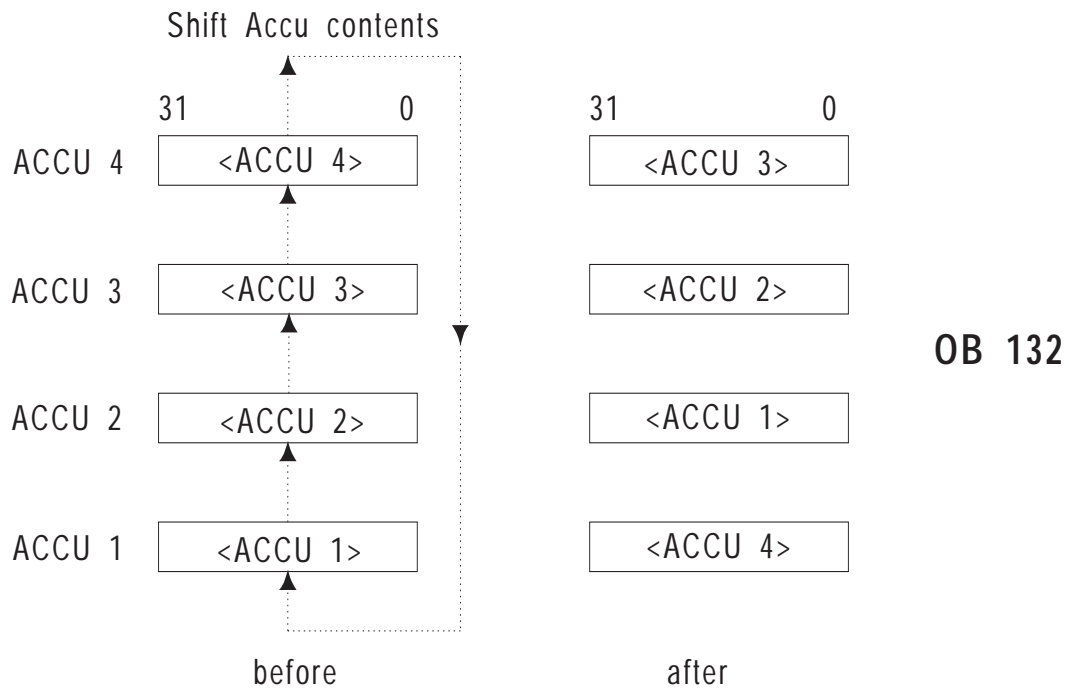 Shift Accu contents
31 0 31 0
ACCU 4 <ACCU 4> <ACCU 3>
ACCU 3 <ACCU 3> <ACCU 2>
OB 132
ACCU 2 <ACCU 2> <ACCU 1>
ACCU 1 <ACCU 1> <ACCU 4>
before after